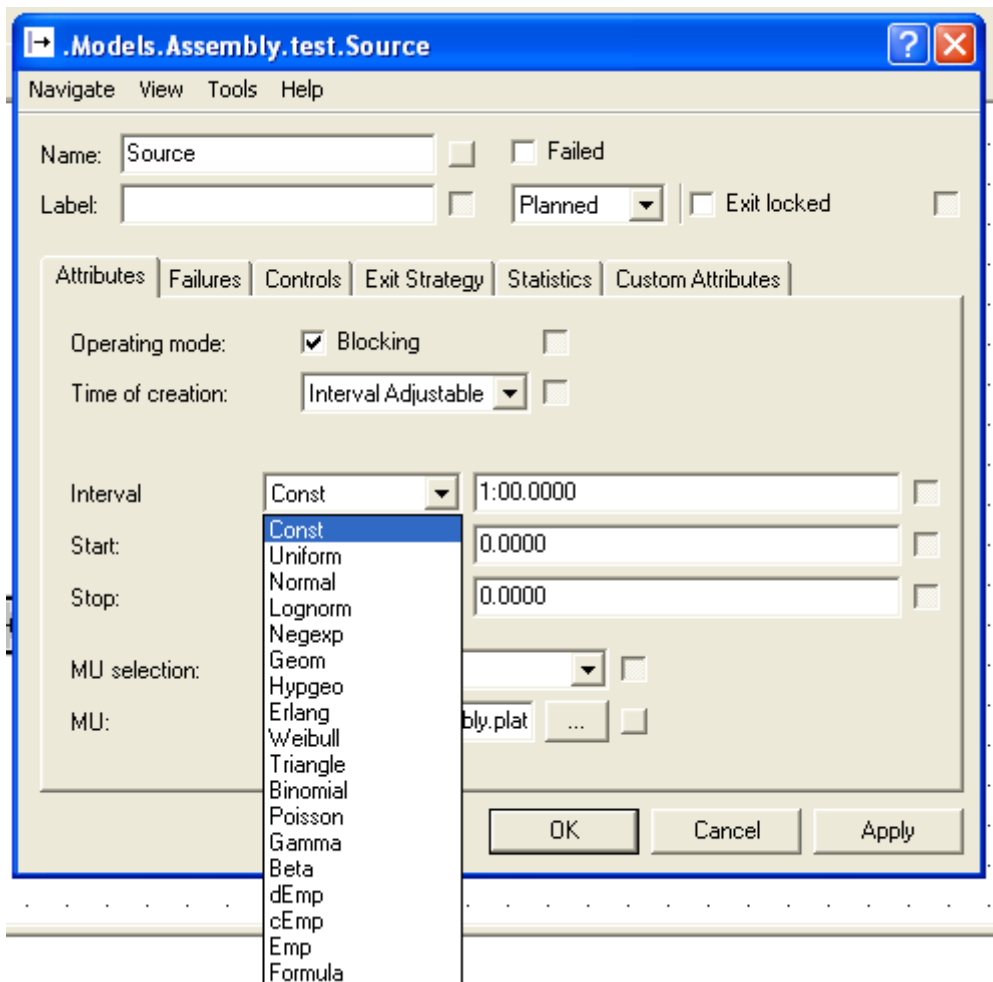 .Models.Assembly.test.Source
Navigate View Tools Help
Name: Source Failed
Label: Planned Exit locked
Attributes Failures Controls Exit Strategy Statistics Custom Attributes
Operating mode: Blocking
Time of creation: Interval Adjustable
Interval Const 1:00.0000
Const
Start: 0.0000
Uniform
Normal
Stop: 0.0000
Lognorm
Negexp
MU selection:
Geom
Hypgeo
MU: bly.plat ...
Erlang
Weibull
Triangle
Binomial
Poisson
OK Cancel Apply
Gamma
Beta
dEmp
cEmp
Emp
Formula